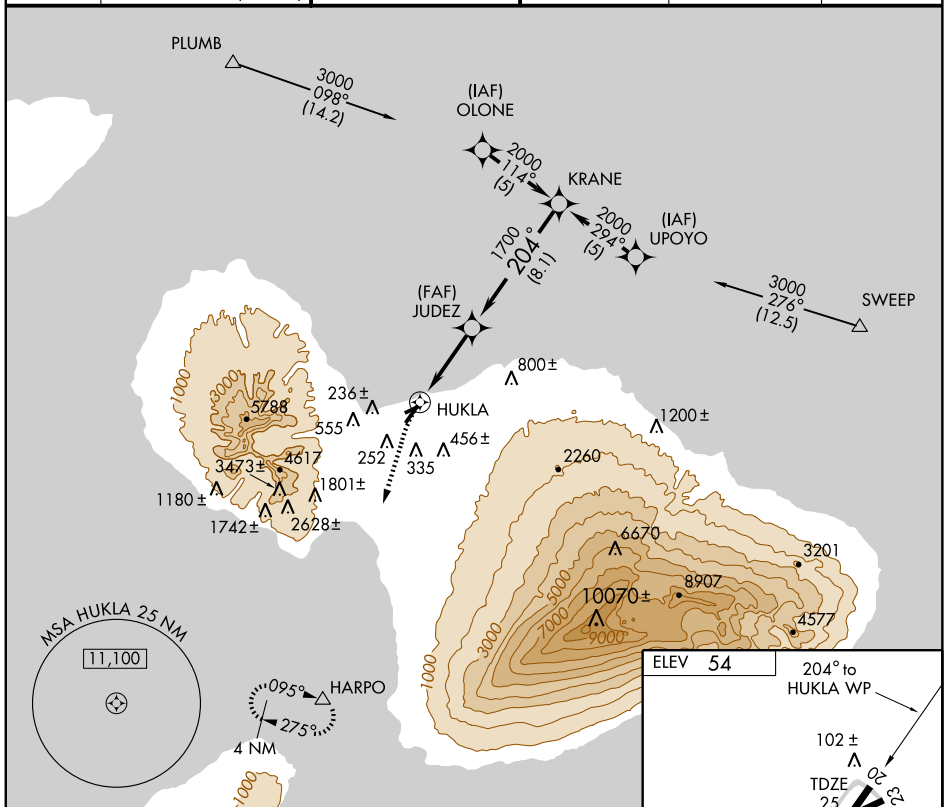 PLUMB
3000
098°
(14.2)
(IAF)
OLONE
2000
114°
(5)
KRANE
2000
294°
(5)
(IAF)
UPOYO
1700
204°
(8.1)
(FAF)
JUDEZ
3000
276°
(12.5)
SWEEP
1000
3000
5788
236±
555
HUKLA
800±
1200±
252
335
456±
3473±
4617
1180±
1801±
1742±
2628±
2260
6670
3201
5000
8907
10070±
7000
9000
4577
3000
1000
MSA HUKLA 25 NM
11,100
095°
HARPO
275°
4 NM
1000
ELEV 54
204° to
HUKLA WP
102 ±
TDZE
25
20
23